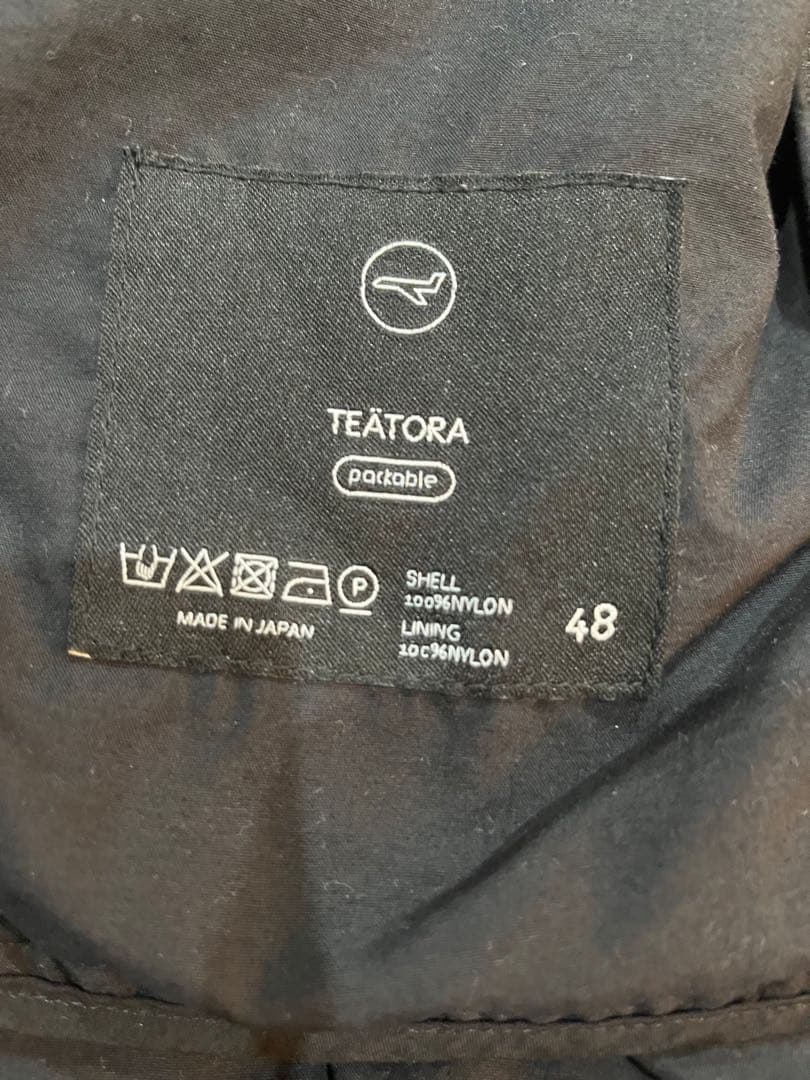 TEÄTORA
packable
P
MADE IN JAPAN
SHELL
100%NYLON
LINING
100%NYLON
48